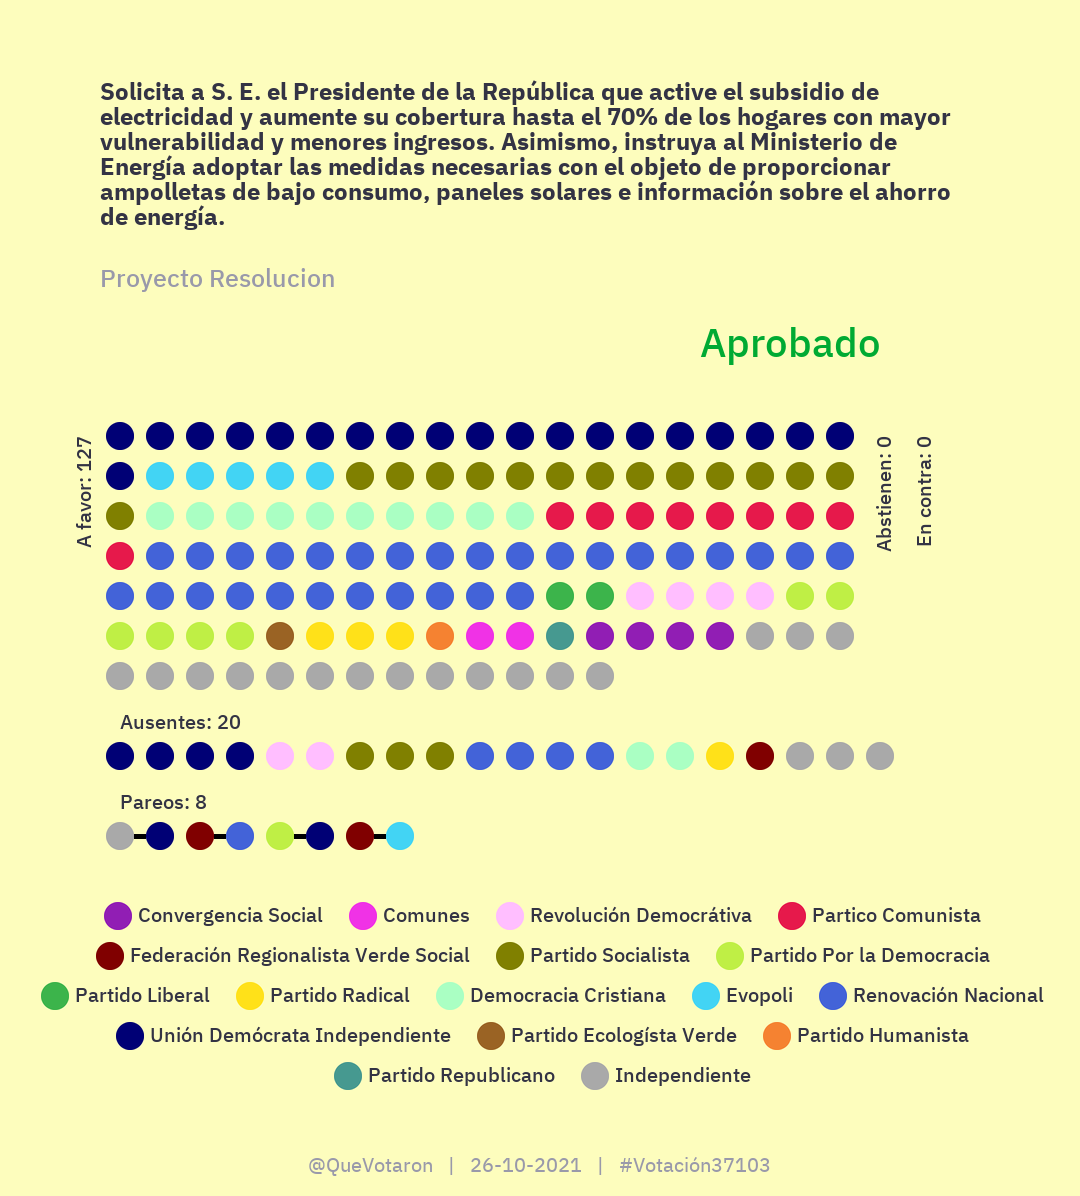 Solicita a S. E. el Presidente de la República que active el subsidio de
electricidad y aumente su cobertura hasta el 70% de los hogares con mayor
vulnerabilidad y menores ingresos. Asimismo, instruya al Ministerio de
Energía adoptar las medidas necesarias con el objeto de proporcionar
ampolletas de bajo consumo, paneles solares e información sobre el ahorro
de energía.
Proyecto Resolucion
Aprobado
A favor: 127
Abstienen: 0
En contra: 0
Ausentes: 20
Pareos: 8
Convergencia Social Comunes Revolución Democrátiva Partico Comunista
Federación Regionalista Verde Social Partido Socialista Partido Por la Democracia
Partido Liberal Partido Radical Democracia Cristiana Evopoli Renovación Nacional
Unión Demócrata Independiente Partido Ecologísta Verde Partido Humanista
Partido Republicano Independiente
@QueVotaron | 26-10-2021 | #Votación37103